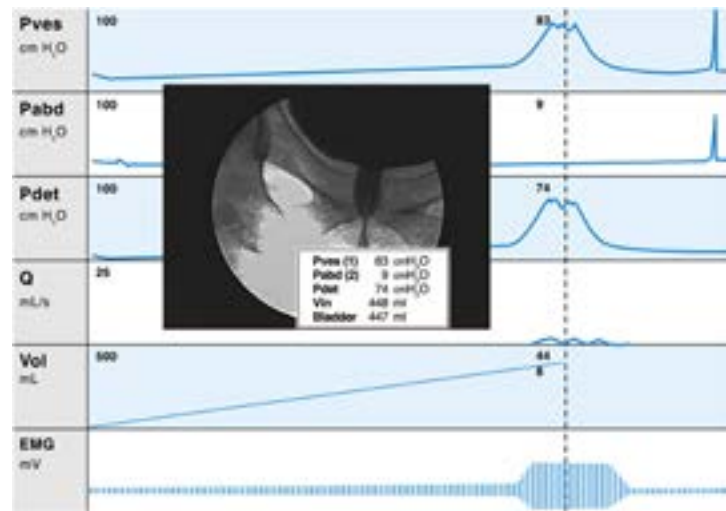 Pves
cm H₂O
100
83
Pabd
cm H₂O
100
9
Pdet
cm H₂O
100
74
Pves (1) 83 cmH₂O
Pabd (2) 9 cmH₂O
Pdet 74 cmH₂O
Vin 448 ml
Bladder 447 ml
Q
mL/s
25
Vol
mL
500
44
8
EMG
mV